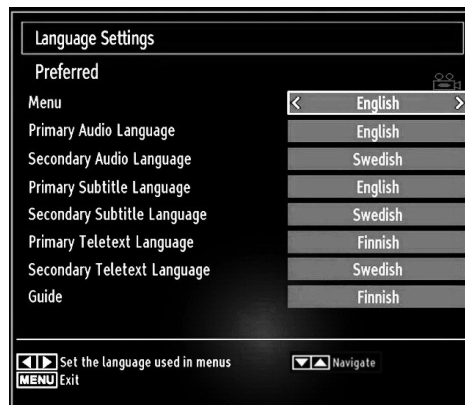 Language Settings
Preferred
Menu English
Primary Audio Language English
Secondary Audio Language Swedish
Primary Subtitle Language English
Secondary Subtitle Language Swedish
Primary Teletext Language Finnish
Secondary Teletext Language Swedish
Guide Finnish
Set the language used in menus Navigate
MENU Exit